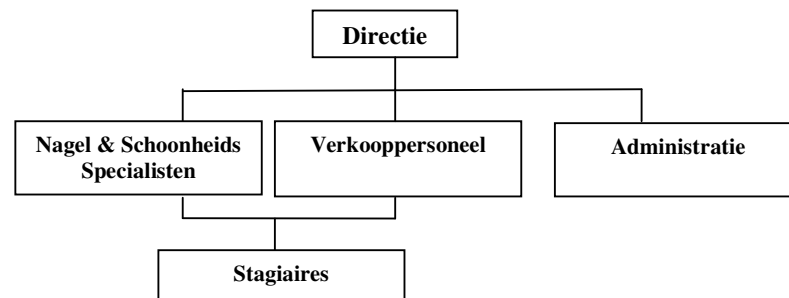 Directie
Nagel & Schoonheids
Specialisten
Verkooppersoneel
Administratie
Stagiaires